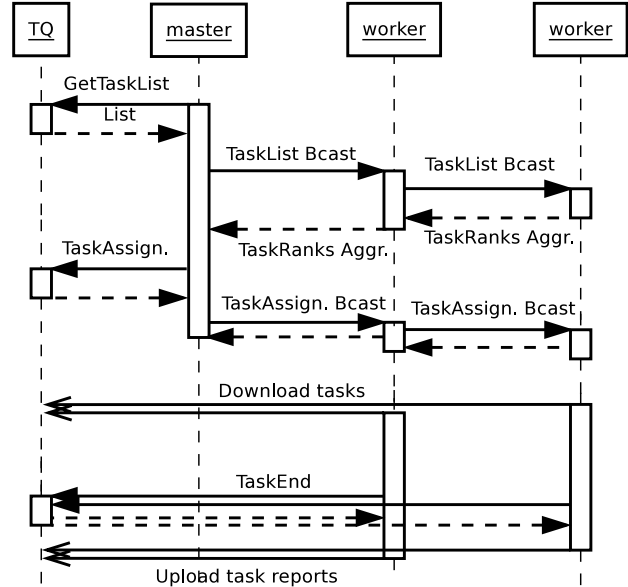 TQ
master
worker
worker
GetTaskList
List
TaskList Bcast
TaskList Bcast
TaskRanks Aggr.
TaskRanks Aggr.
TaskAssign.
TaskAssign. Bcast
TaskAssign. Bcast
Download tasks
TaskEnd
Upload task reports